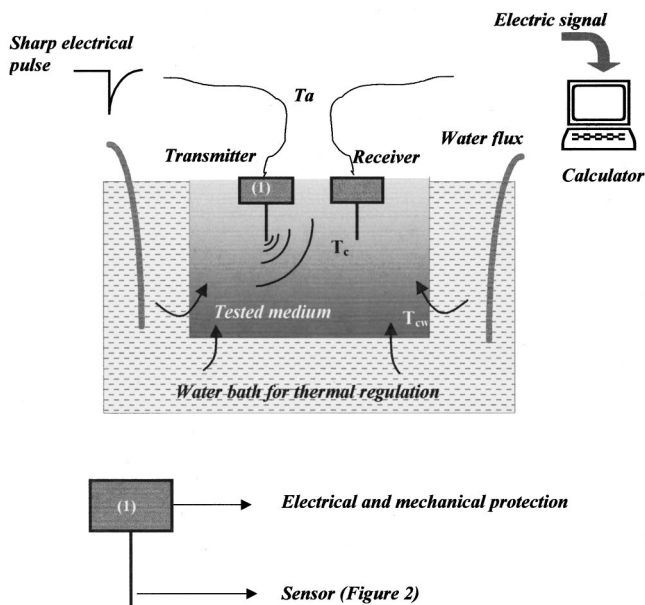 Electric signal
Sharp electrical
pulse
Ta
Transmitter
Receiver
Water flux
Calculator
(1)
Tc
Tested medium
Tcw
Water bath for thermal regulation
(1)
Electrical and mechanical protection
Sensor (Figure 2)